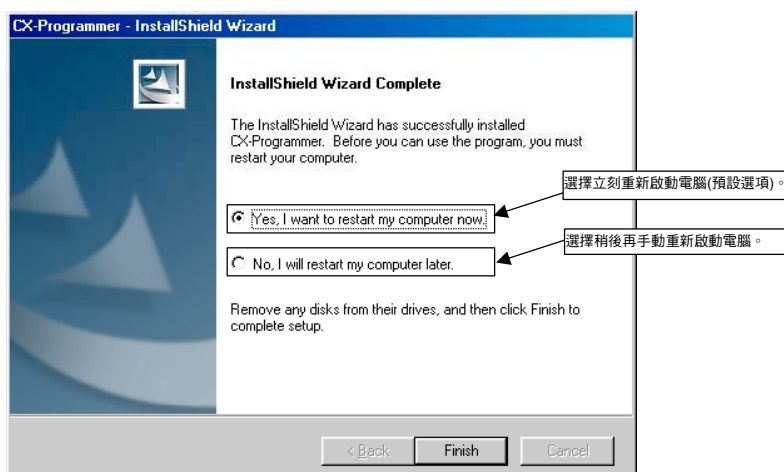 CX-Programmer - InstallShield Wizard
InstallShield Wizard Complete
The InstallShield Wizard has successfully installed
CX-Programmer. Before you can use the program, you must
restart your computer.
選擇立刻重新啟動電腦(預設選項)。
Yes, I want to restart my computer now.
選擇稍後再手動重新啟動電腦。
No, I will restart my computer later.
Remove any disks from their drives, and then click Finish to
complete setup.
< Back
Finish
Cancel